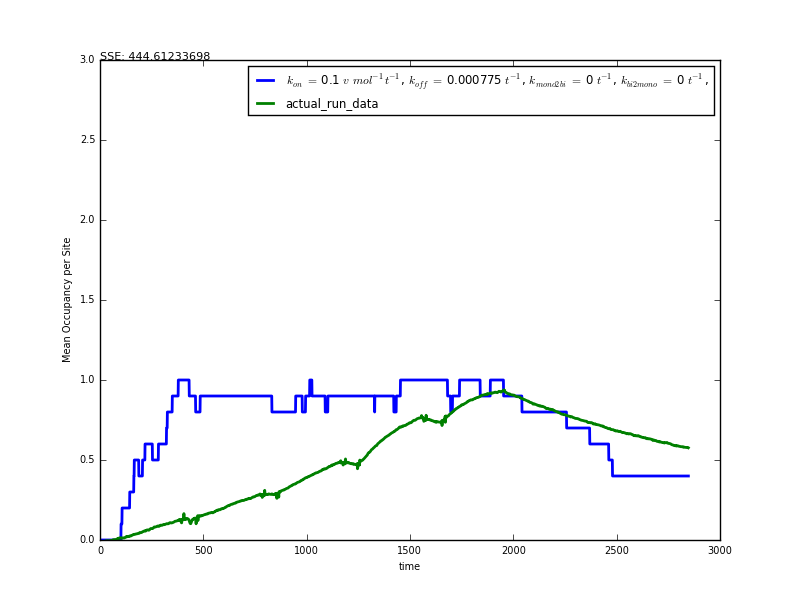 SSE: 444.61233698
3.0
2.5
2.0
1.5
1.0
0.5
0.0
Mean Occupancy per Site
k_on = 0.1 v mol^-1 t^-1, k_off = 0.000775 t^-1, k_mono2bi = 0 t^-1, k_bi2mono = 0 t^-1,
actual_run_data
0 500 1000 1500 2000 2500 3000
time